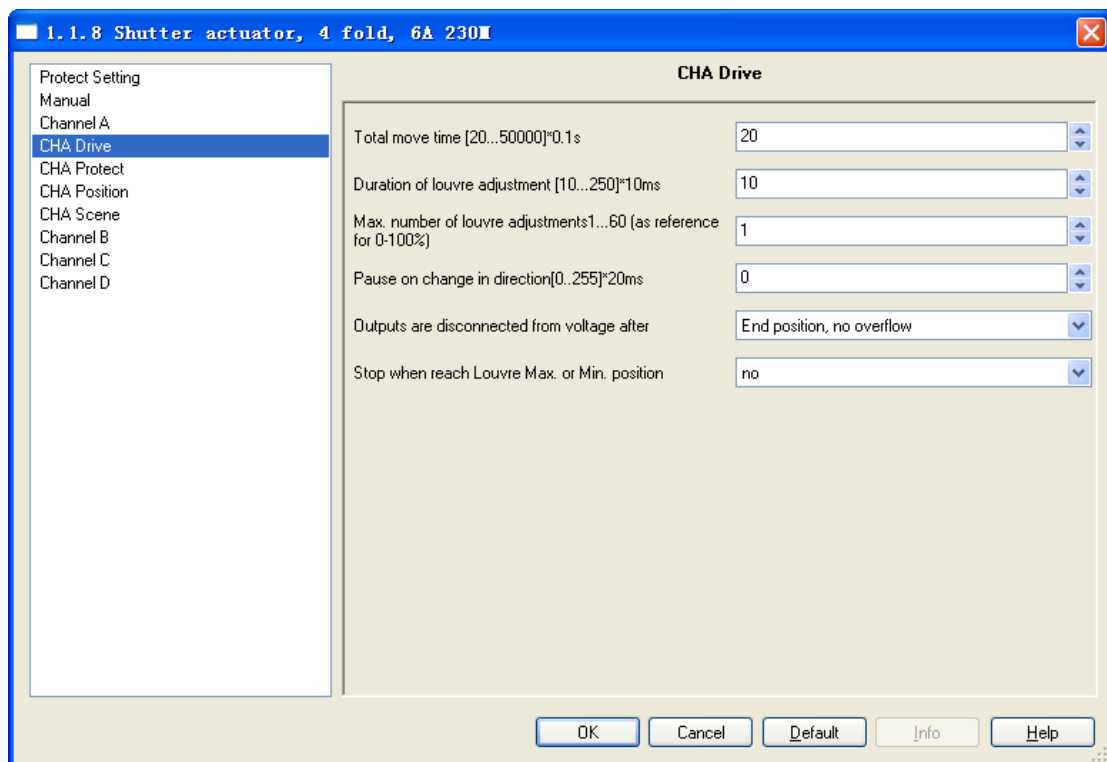 1.1.8 Shutter actuator, 4 fold, 6A 230M
Protect Setting
Manual
Channel A
CHA Drive
CHA Protect
CHA Position
CHA Scene
Channel B
Channel C
Channel D
CHA Drive
Total move time [20...50000]*0.1s
20
Duration of louvre adjustment [10...250]*10ms
10
Max. number of louvre adjustments1...60 (as reference
for 0-100%)
1
Pause on change in direction[0..255]*20ms
0
Outputs are disconnected from voltage after
End position, no overflow
Stop when reach Louvre Max. or Min. position
no
OK
Cancel
Default
Info
Help